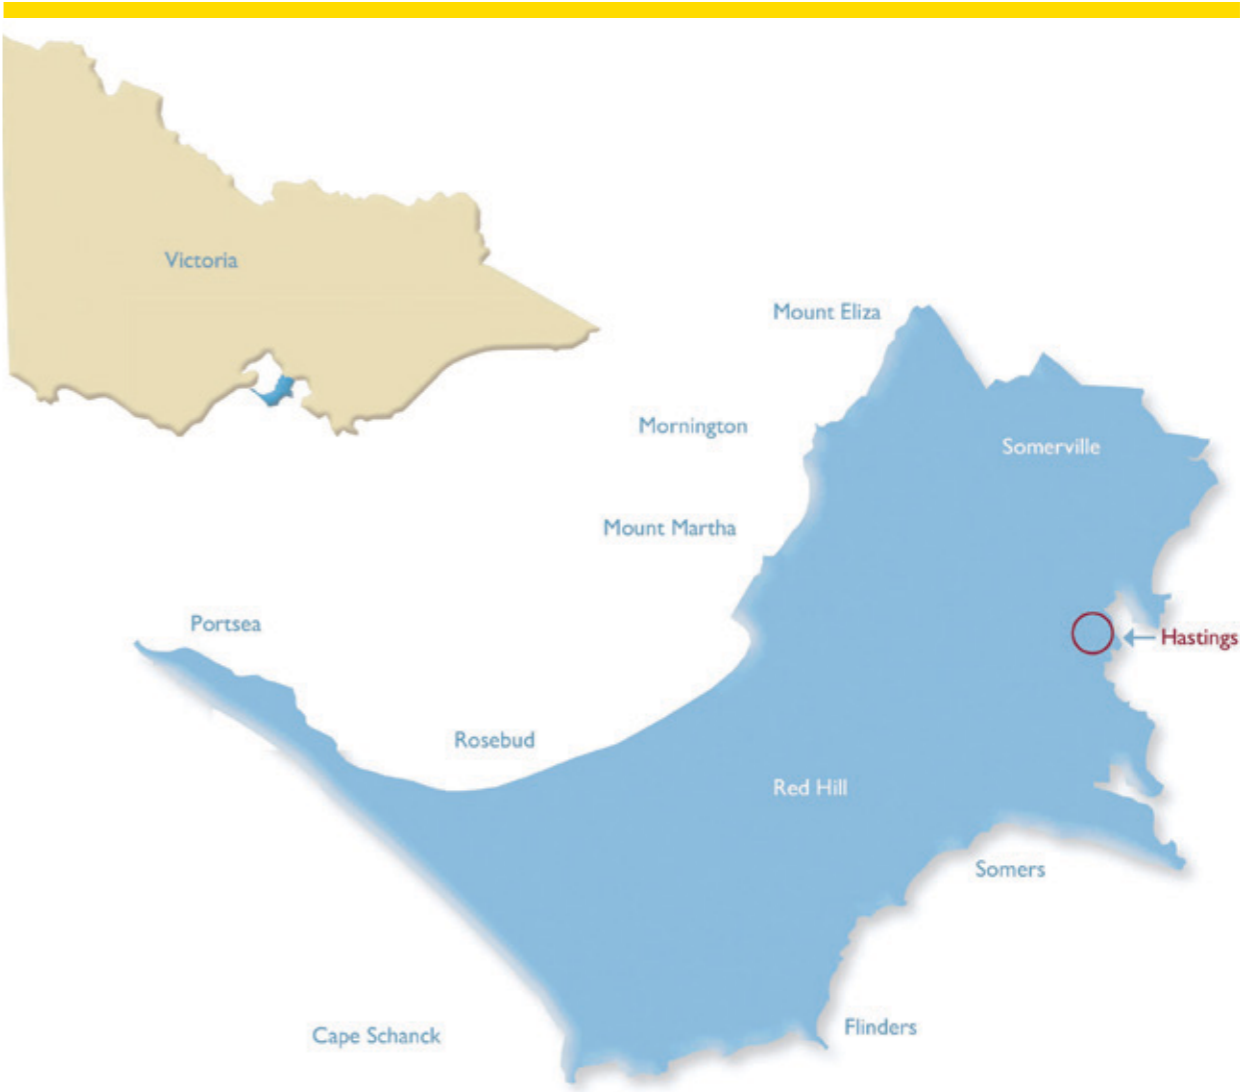 Victoria
Mount Eliza
Mornington
Somerville
Mount Martha
Portsea
Hastings
Rosebud
Red Hill
Somers
Flinders
Cape Schanck